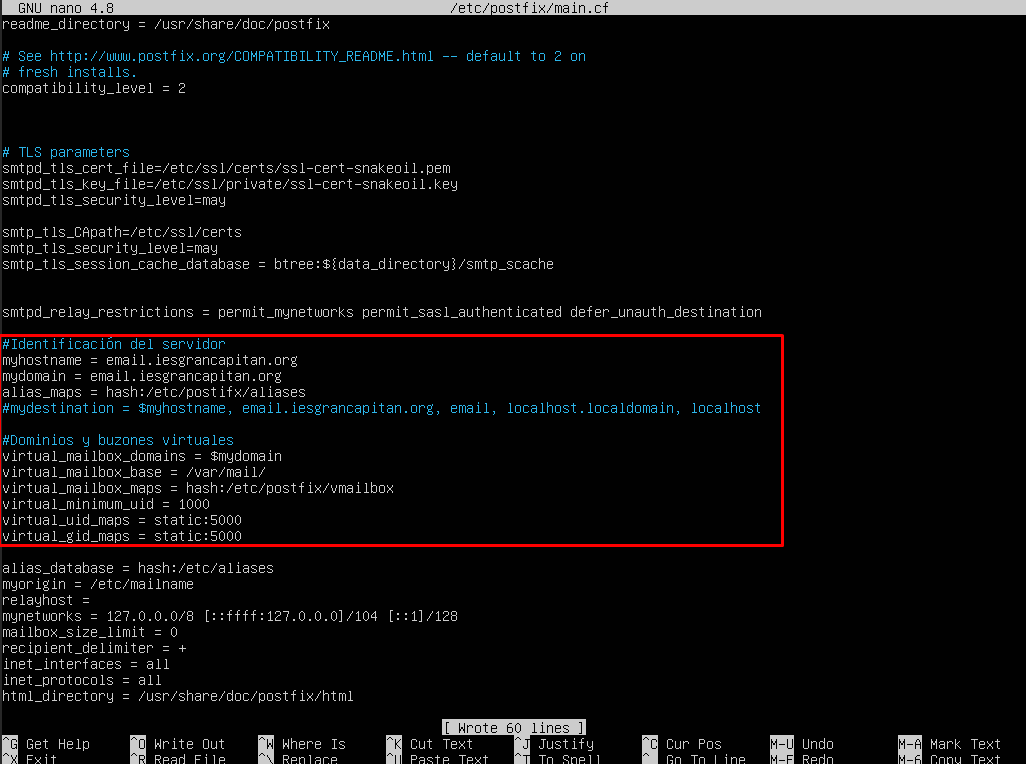 GNU nano 4.8 /etc/postfix/main.cf
readme_directory = /usr/share/doc/postfix
# See http://www.postfix.org/COMPATIBILITY_README.html -- default to 2 on
# fresh installs.
compatibility_level = 2
# TLS parameters
smtpd_tls_cert_file=/etc/ssl/certs/ssl-cert-snakeoil.pem
smtpd_tls_key_file=/etc/ssl/private/ssl-cert-snakeoil.key
smtpd_tls_security_level=may
smtp_tls_CApath=/etc/ssl/certs
smtp_tls_security_level=may
smtp_tls_session_cache_database = btree:${data_directory}/smtp_scache
smtpd_relay_restrictions = permit_mynetworks permit_sasl_authenticated defer_unauth_destination
#Identificación del servidor
myhostname = email.iesgrancapitan.org
mydomain = email.iesgrancapitan.org
alias_maps = hash:/etc/postifx/aliases
#mydestination = $myhostname, email.iesgrancapitan.org, email, localhost.localdomain, localhost
#Dominios y buzones virtuales
virtual_mailbox_domains = $mydomain
virtual_mailbox_base = /var/mail/
virtual_mailbox_maps = hash:/etc/postfix/vmailbox
virtual_minimum_uid = 1000
virtual_uid_maps = static:5000
virtual_gid_maps = static:5000
alias_database = hash:/etc/aliases
myorigin = /etc/mailname
relayhost =
mynetworks = 127.0.0.0/8 [::ffff:127.0.0.0]/104 [::1]/128
mailbox_size_limit = 0
recipient_delimiter = +
inet_interfaces = all
inet_protocols = all
html_directory = /usr/share/doc/postfix/html
[ Wrote 60 lines ]
^G Get Help ^O Write Out ^W Where Is ^K Cut Text ^J Justify ^C Cur Pos M-U Undo M-A Mark Text
^X Exit ^R Read File ^\ Replace ^U Paste Text ^T To Spell ^_ Go To Line M-E Redo M-6 Copy Text